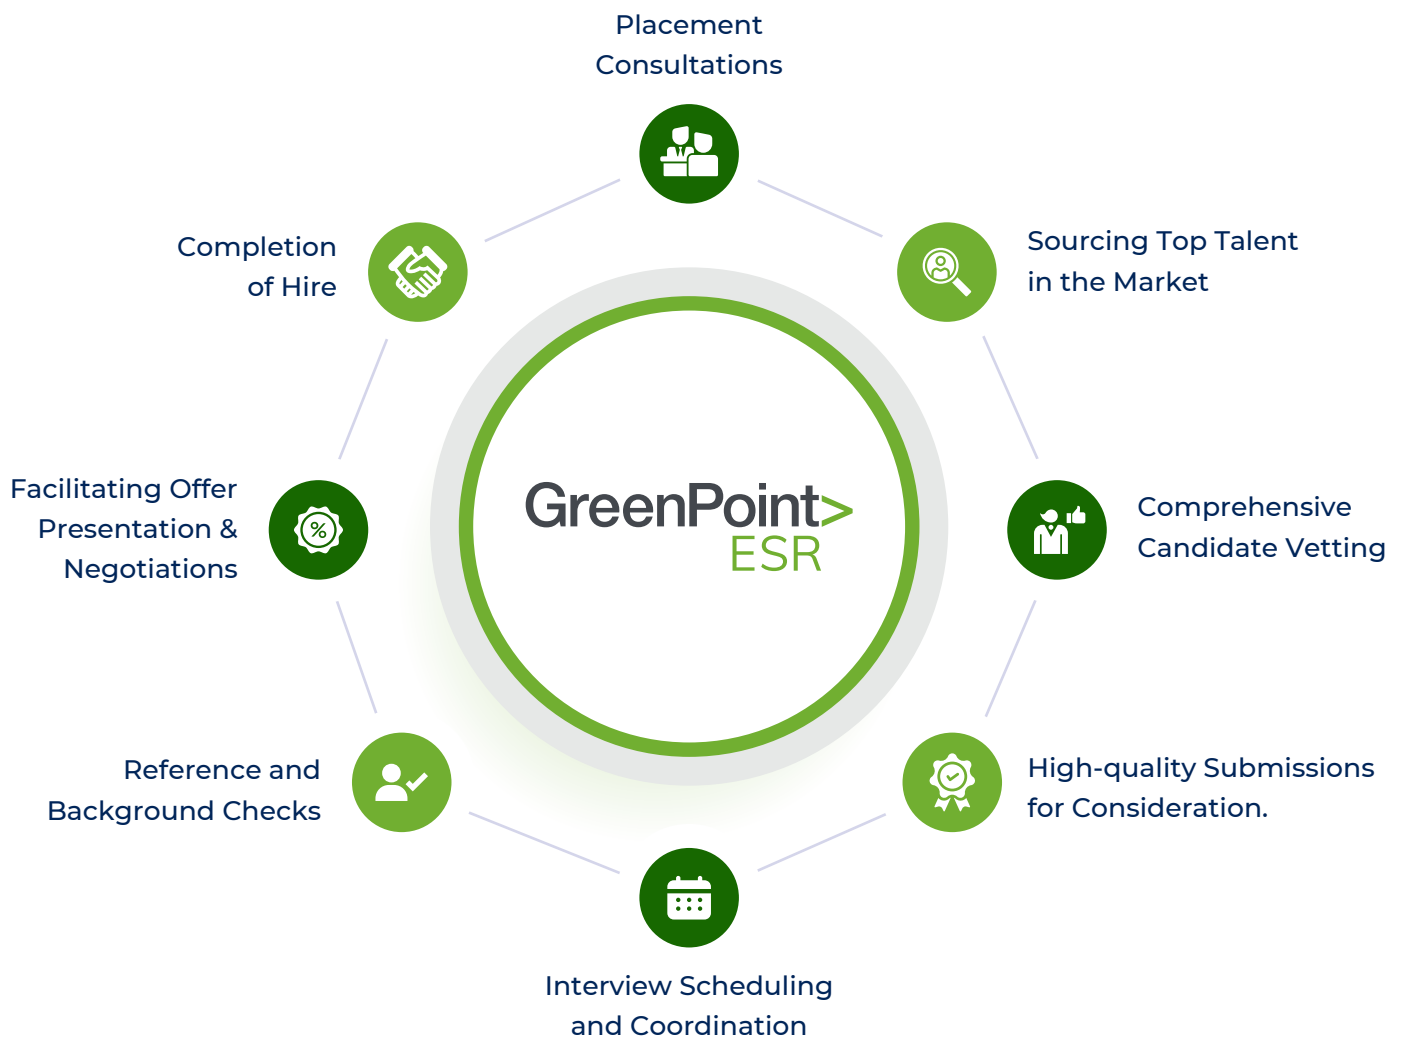 Placement
Consultations
Sourcing Top Talent
in the Market
Comprehensive
Candidate Vetting
High-quality Submissions
for Consideration.
Interview Scheduling
and Coordination
Reference and
Background Checks
Facilitating Offer
Presentation &
Negotiations
Completion
of Hire
GreenPoint>
ESR
%